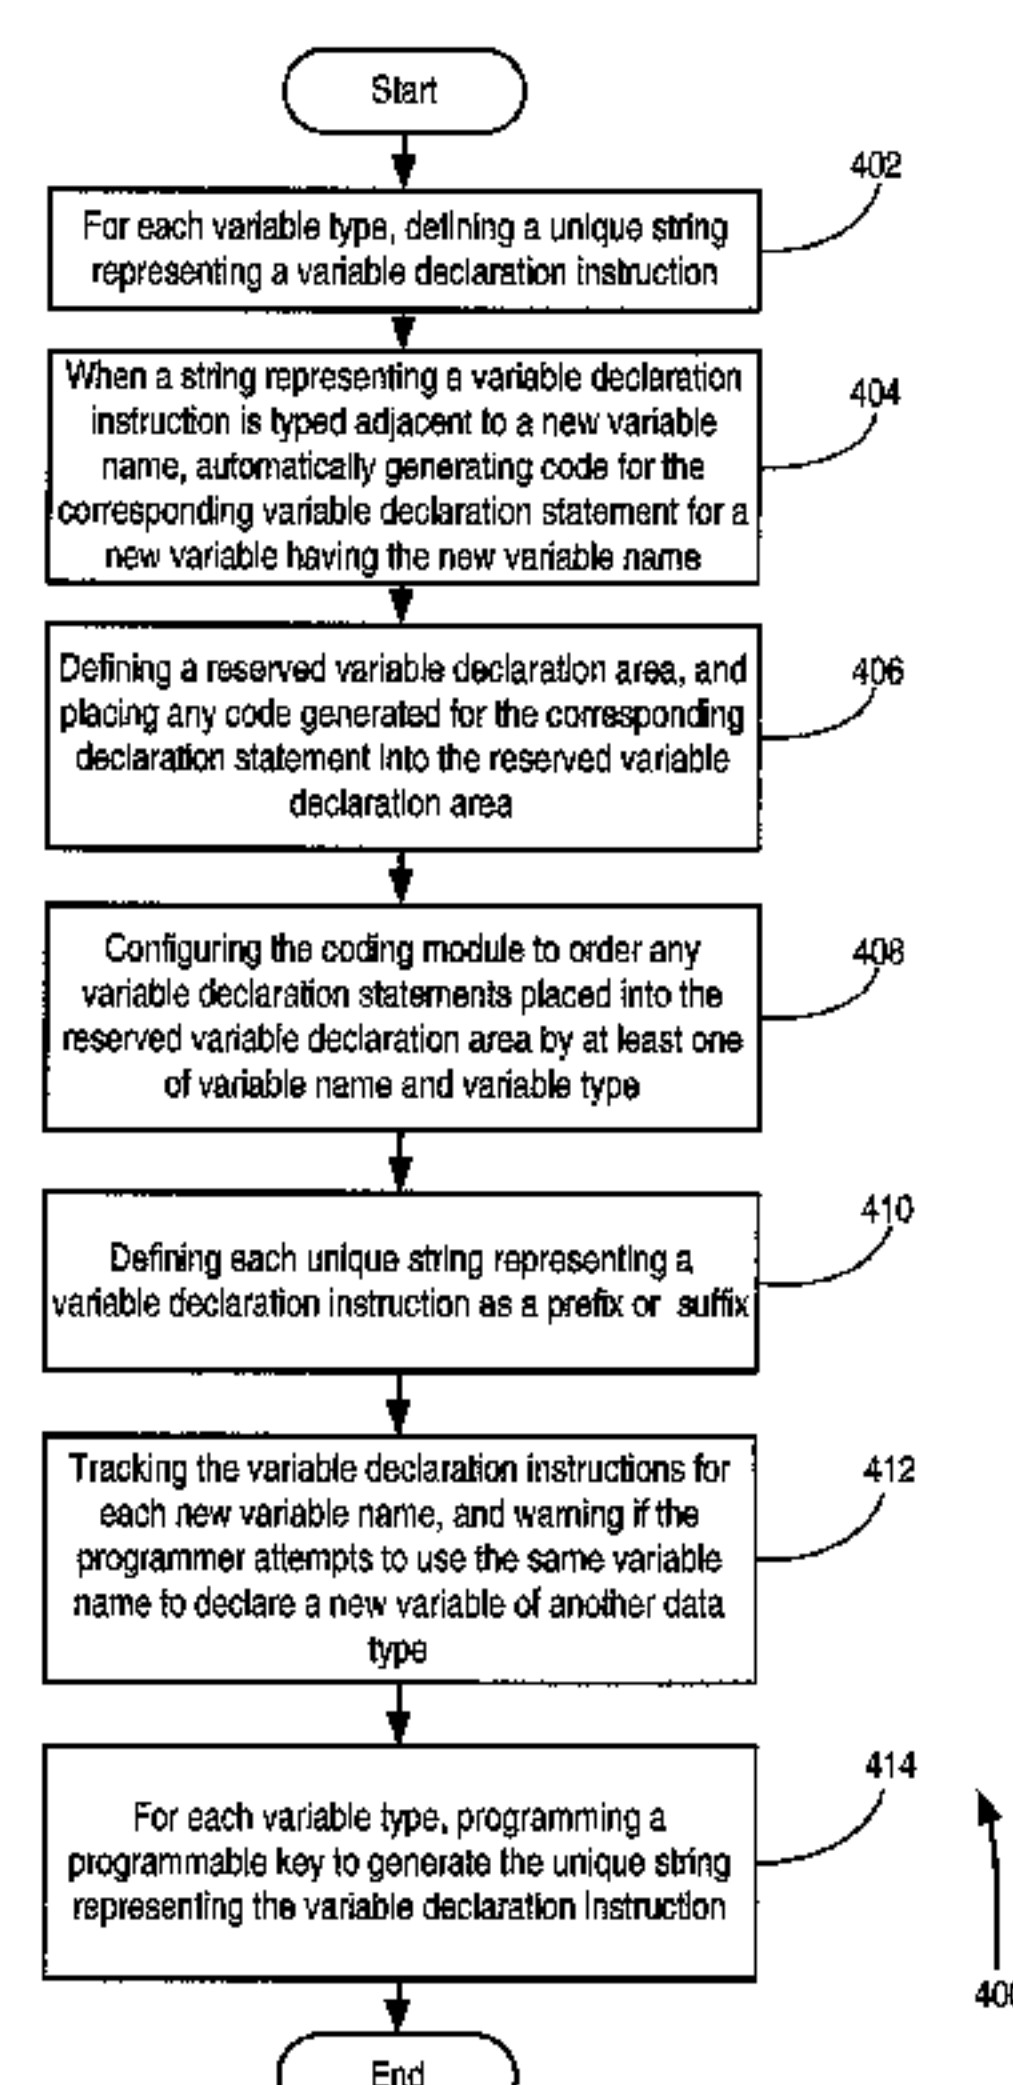 Start
402
For each variable type, defining a unique string
representing a variable declaration instruction
When a string representing a variable declaration
instruction is typed adjacent to a new variable
name, automatically generating code for the
corresponding variable declaration statement for a
new variable having the new variable name
404
Defining a reserved variable declaration area, and
placing any code generated for the corresponding
declaration statement into the reserved variable
declaration area
406
Configuring the coding module to order any
variable declaration statements placed into the
reserved variable declaration area by at least one
of variable name and variable type
408
410
Defining each unique string representing a
variable declaration instruction as a prefix or suffix
Tracking the variable declaration instructions for
each new variable name, and warning if the
programmer attempts to use the same variable
name to declare a new variable of another data
type
412
414
For each variable type, programming a
programmable key to generate the unique string
representing the variable declaration instruction
400
End